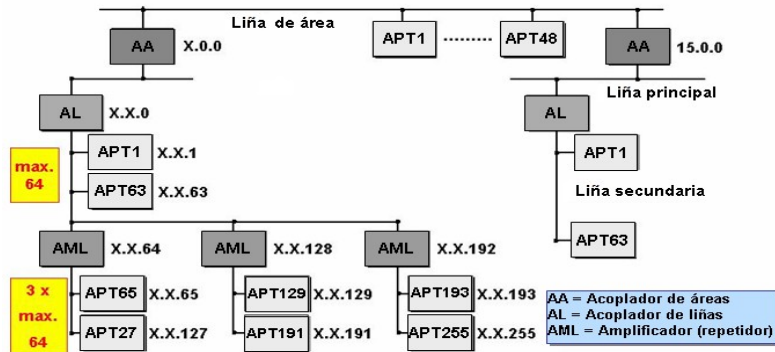 Liña de área
AA X.0.0 APT1 ......... APT48 AA 15.0.0
Liña principal
AL X.X.0 AL
APT1 X.X.1 APT1
max.
64
APT63 X.X.63
Liña secundaria
APT63
AML X.X.64 AML X.X.128 AML X.X.192
3 x
max.
64
APT65 X.X.65 APT129 X.X.129 APT193 X.X.193
APT27 X.X.127 APT191 X.X.191 APT255 X.X.255
AA = Acoplador de áreas
AL = Acoplador de liñas
AML = Amplificador (repetidor)